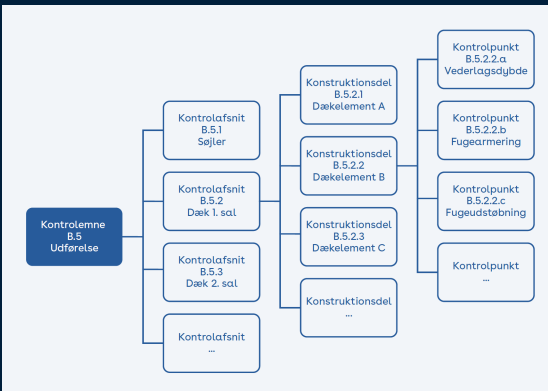 Kontrolemne
B.5
Udførelse
Kontrolafsnit
B.5.1
Søjler
Kontrolafsnit
B.5.2
Dæk 1. sal
Kontrolafsnit
B.5.3
Dæk 2. sal
Kontrolafsnit
...
Konstruktionsdel
B.5.2.1
Dækelement A
Konstruktionsdel
B.5.2.2
Dækelement B
Konstruktionsdel
B.5.2.3
Dækelement C
Konstruktionsdel
...
Kontrolpunkt
B.5.2.2.a
Vederlagsdybde
Kontrolpunkt
B.5.2.2.b
Fugearmering
Kontrolpunkt
B.5.2.2.c
Fugeudstøbning
Kontrolpunkt
...